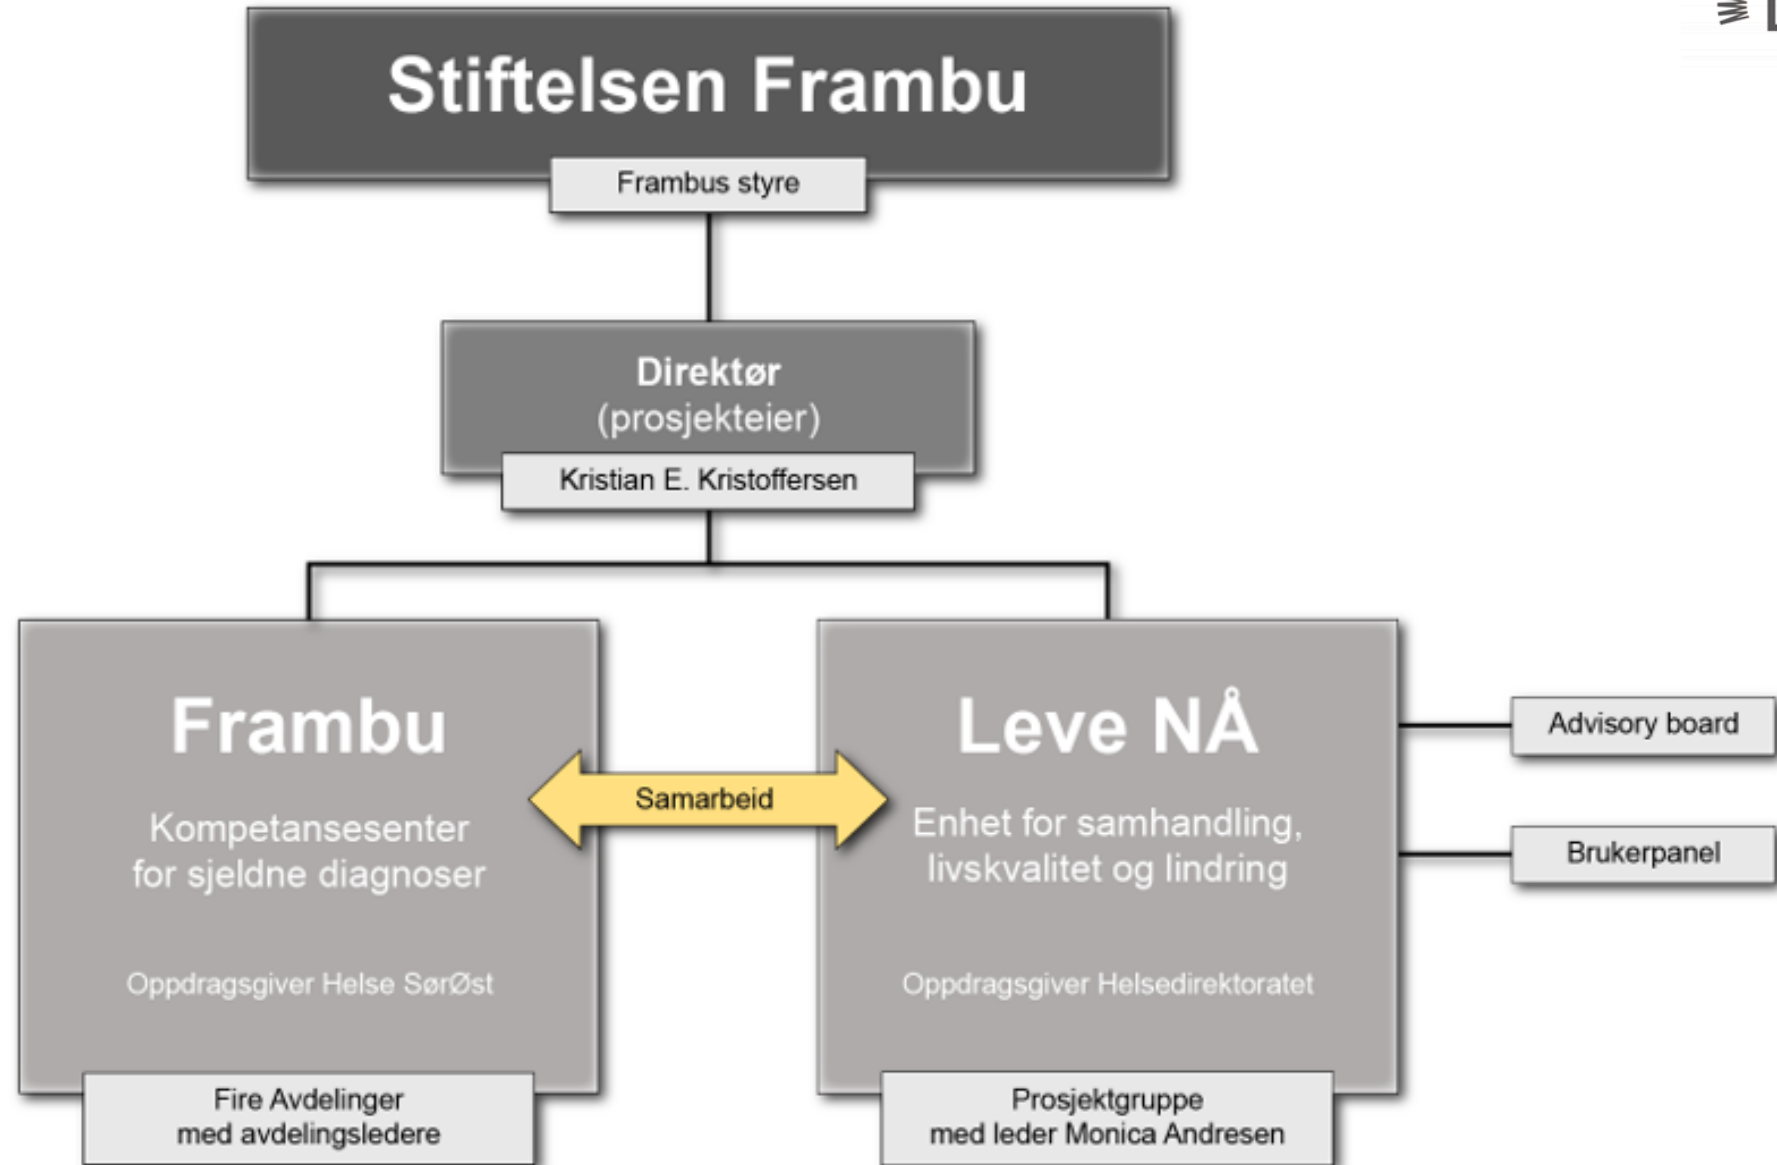 Stiftelsen Frambu
Frambus styre
Direktør
(prosjekteier)
Kristian E. Kristoffersen
Frambu
Kompetansesenter
for sjeldne diagnoser
Oppdragsgiver Helse SørØst
Fire Avdelinger
med avdelingsledere
Samarbeid
Leve NÅ
Enhet for samhandling,
livskvalitet og lindring
Oppdragsgiver Helsedirektoratet
Prosjektgruppe
med leder Monica Andresen
Advisory board
Brukerpanel